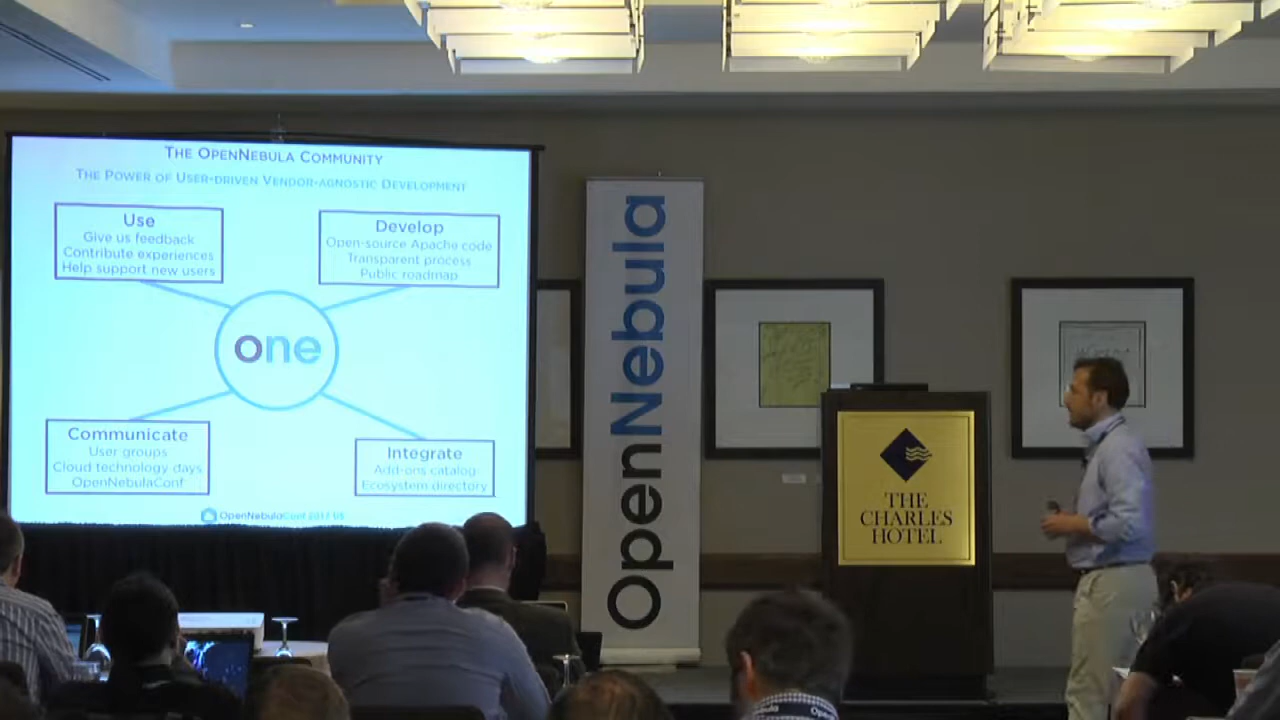 THE OPENNEBULA COMMUNITY
THE POWER OF USER-DRIVEN VENDOR-AGNOSTIC DEVELOPMENT
Use
Give us feedback
Contribute experiences
Help support new users
Develop
Open-source Apache code
Transparent process
Public roadmap
one
Communicate
User groups
Cloud technology days
OpenNebulaConf
Integrate
Add-ons catalog
Ecosystem directory
OpenNebulaConf 2017 US
OpenNebula
THE
CHARLES
HOTEL